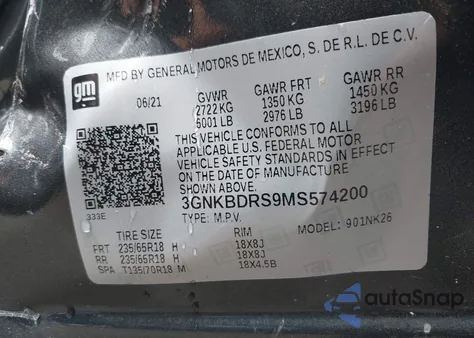 gm
MFD BY GENERAL MOTORS DE MEXICO, S. DE R.L. DE C.V.
06/21 GVWR GAWR FRT GAWR RR
2722 KG 1350 KG 1450 KG
6001 LB 2976 LB 3196 LB
THIS VEHICLE CONFORMS TO ALL
APPLICABLE U.S. FEDERAL MOTOR
VEHICLE SAFETY STANDARDS IN EFFECT
ON THE DATE OF MANUFACTURE
SHOWN ABOVE.
333E 3GNKBDRS9MS574200
TYPE: M.P.V. MODEL: 901NK26
TIRE SIZE RIM
FRT 235/65R18 H 18X8J
RR 235/65R18 H 18X8J
SPA T135/70R18 M 18X4.5B
autoSnap